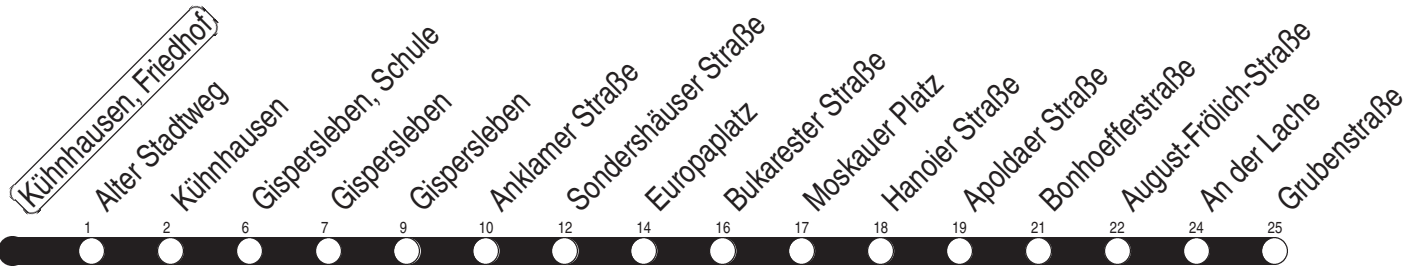 Kühnhausen, Friedhof
Alter Stadtweg
Kühnhausen
Gispersleben, Schule
Gispersleben
Gispersleben
Anklamer Straße
Sondershäuser Straße
Europaplatz
Bukarester Straße
Moskauer Platz
Hanoier Straße
Apoldaer Straße
Bonhoefferstraße
August-Frölich-Straße
An der Lache
Grubenstraße
1 2 6 7 9 10 12 14 16 17 18 19 21 22 24 25